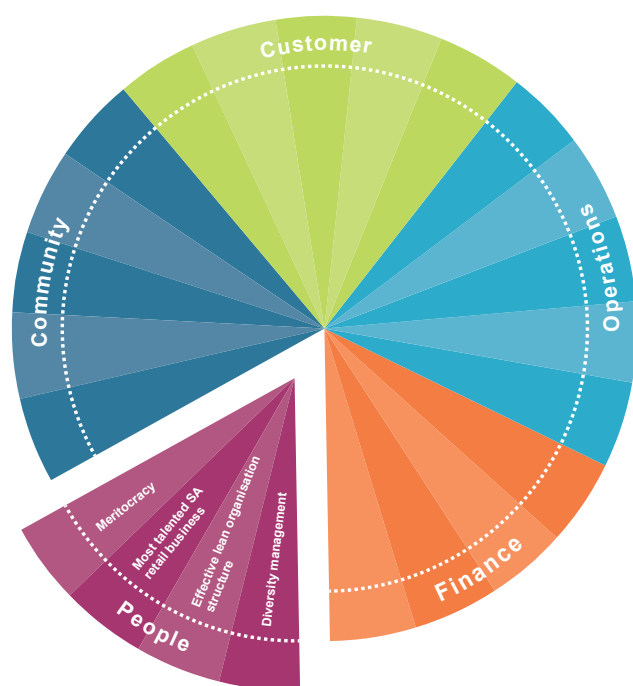 Customer
Operations
Community
Finance
People
Meritocracy
Most talented SA
retail business
Effective lean organisation
structure
Diversity management